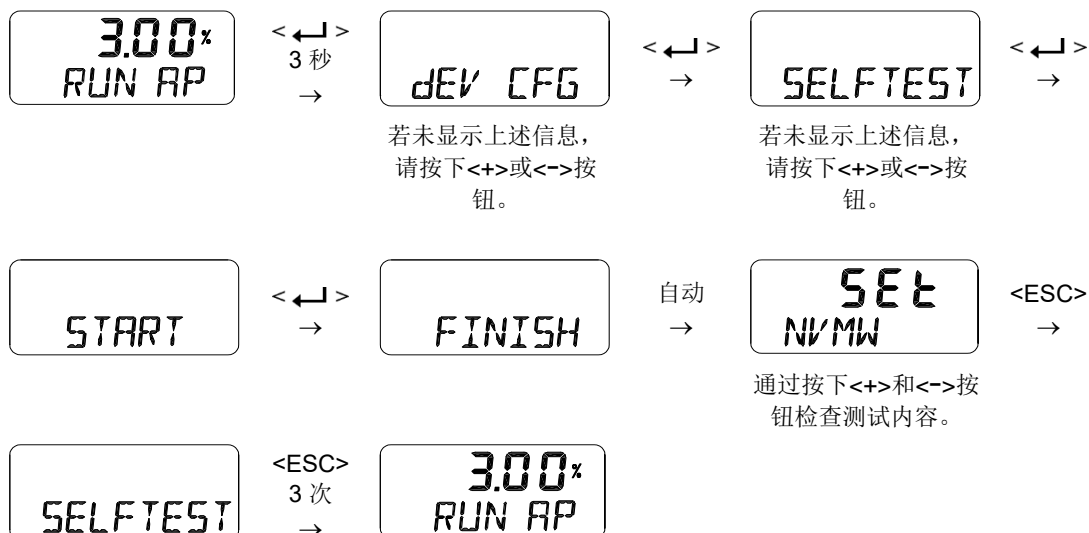 3.00%
RUN AP
<↵>
3 秒
→
dEV CFG
若未显示上述信息，
请按下<+>或<->按
钮。
<↵>
→
SELFTEST
若未显示上述信息，
请按下<+>或<->按
钮。
<↵>
→
START
<↵>
→
FINISH
自动
→
SEt
NVMW
通过按下<+>和<->按
钮检查测试内容。
<ESC>
→
SELFTEST
<ESC>
3 次
→
3.00%
RUN AP